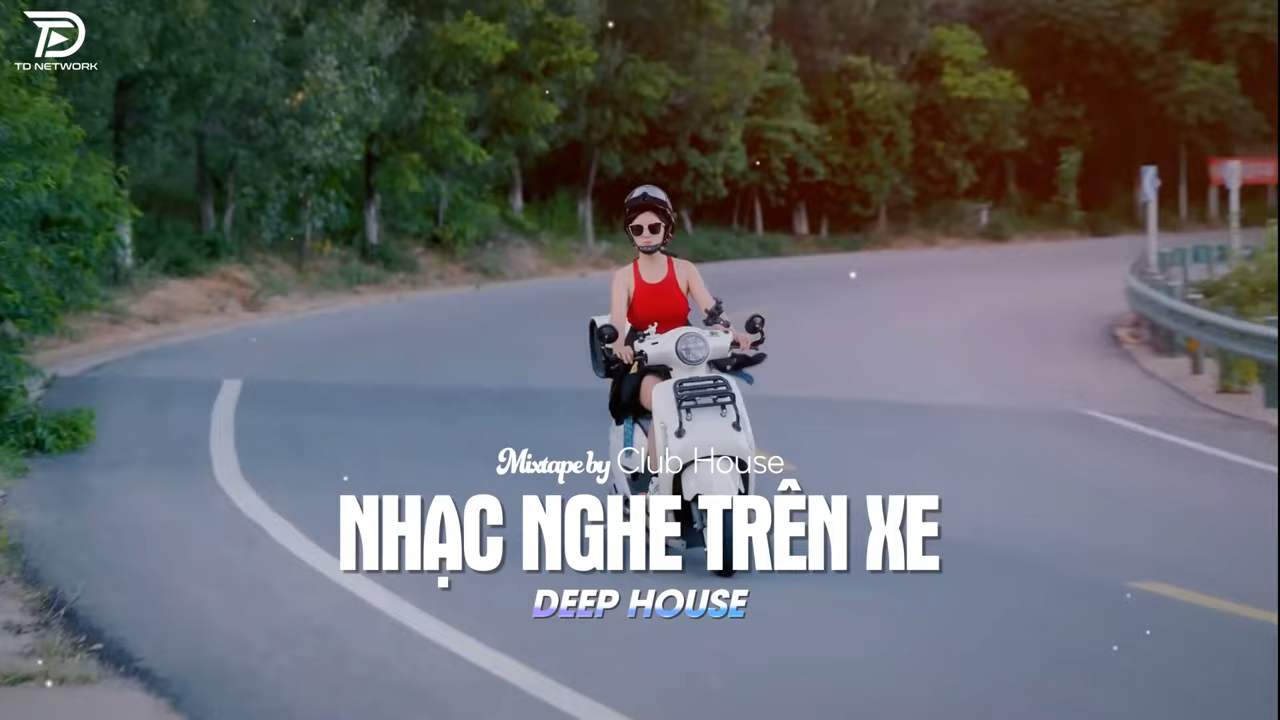 TD NETWORK
Mixtape by Club House
NHẠC NGHE TRÊN XE
DEEP HOUSE